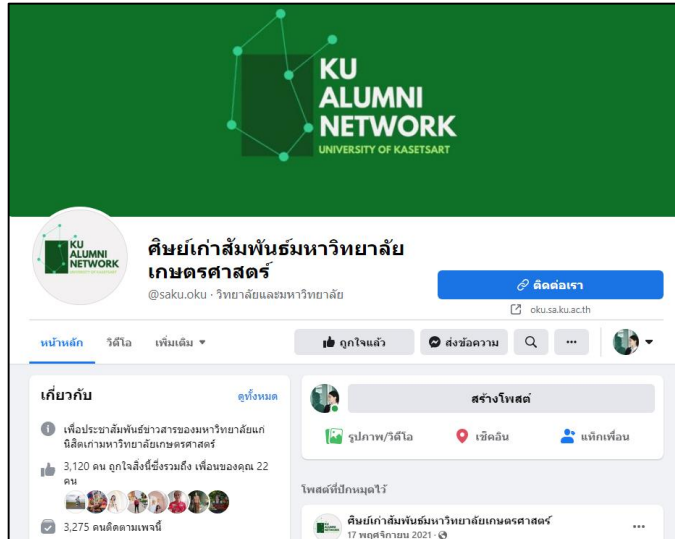 KU
ALUMNI
NETWORK
UNIVERSITY OF KASETSART
KU
ALUMNI
NETWORK
ศิษย์เก่าสัมพันธ์มหาวิทยาลัย
เกษตรศาสตร์
@saku.oku · วิทยาลัยและมหาวิทยาลัย
ติดต่อเรา
oku.sa.ku.ac.th
หน้าหลัก วิดีโอ เพิ่มเติม ถูกใจแล้ว ส่งข้อความ
เกี่ยวกับ ดูทั้งหมด
เพื่อประชาสัมพันธ์ข่าวสารของมหาวิทยาลัยแก่
นิสิตเก่ามหาวิทยาลัยเกษตรศาสตร์
3,120 คน ถูกใจสิ่งนี้ซึ่งรวมถึง เพื่อนของคุณ 22
คน
3,275 คนติดตามเพจนี้
สร้างโพสต์
รูปภาพ/วิดีโอ เช็คอิน แท็กเพื่อน
โพสต์ที่ปักหมุดไว้
ศิษย์เก่าสัมพันธ์มหาวิทยาลัยเกษตรศาสตร์
17 พฤศจิกายน 2021 ·